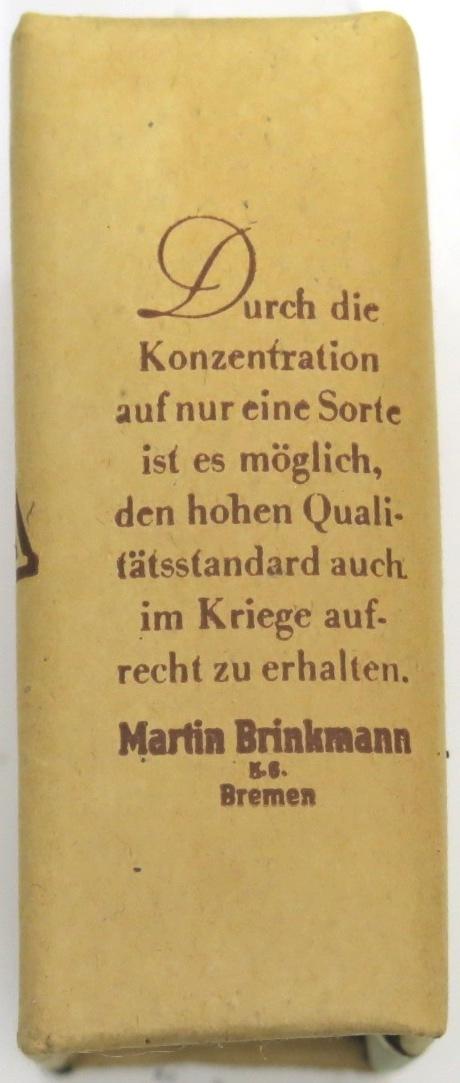 Durch die
Konzentration
auf nur eine Sorte
ist es möglich,
den hohen Quali-
tätsstandard auch
im Kriege auf-
recht zu erhalten.
Martin Brinkmann
K.G.
Bremen